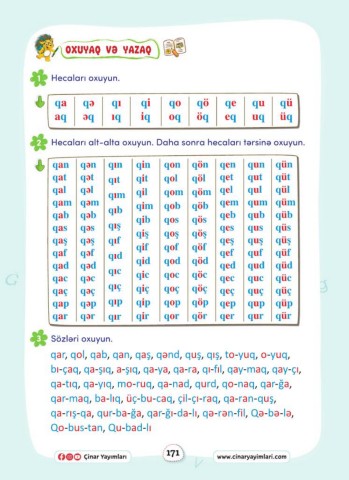 OXUYAQ VƏ YAZAQ
1 Hecaları oxuyun.
qa qə qı qi qo qö qe qu qü
aq əq ıq iq oq öq eq uq üq
2 Hecaları alt-alta oxuyun. Daha sonra hecaları tərsinə oxuyun.
qan qən qın qin qon qön qen qun qün
qat qət qıt qit qol qöl qet qut qüt
qal qəl qım qil qom qöm qel qul qül
qam qəm qıb qim qob qöb qem qum qüm
qab qəb qib qos qös qeb qub qüb
qas qəs qış qiş qoş qöş qes qus qüs
qaş qəş qıf qif qof qöf qeş quş qüş
qaf qəf qıd qid qod qöd qef quf qüf
qad qəd qıc qic qoc qöc qed qud qüd
qac qəc qıç qiç qoç qöç qec quc qüc
qaç qəç qeç quç qüç
qap qəp qıp qip qop qöp qep qup qüp
qar qər qır qir qor qör qer qur qür
3 Sözləri oxuyun.
qar, qol, qab, qan, qaş, qənd, quş, qış, to-yuq, o-yuq,
bı-çaq, qa-şıq, a-şıq, qa-ya, qa-ra, qı-fıl, qay-maq, qay-çı,
qa-tıq, qa-yıq, mo-ruq, qa-nad, qurd, qo-naq, qar-ğa,
qar-maq, ba-lıq, üç-bu-caq, çil-çı-raq, qa-ran-quş,
qa-rış-qa, qur-ba-ğa, qar-ğı-da-lı, qə-rən-fil, Qə-bə-lə,
Qo-bus-tan, Qu-bad-lı
Çinar Yayımları 171 www.cinaryayimlari.com